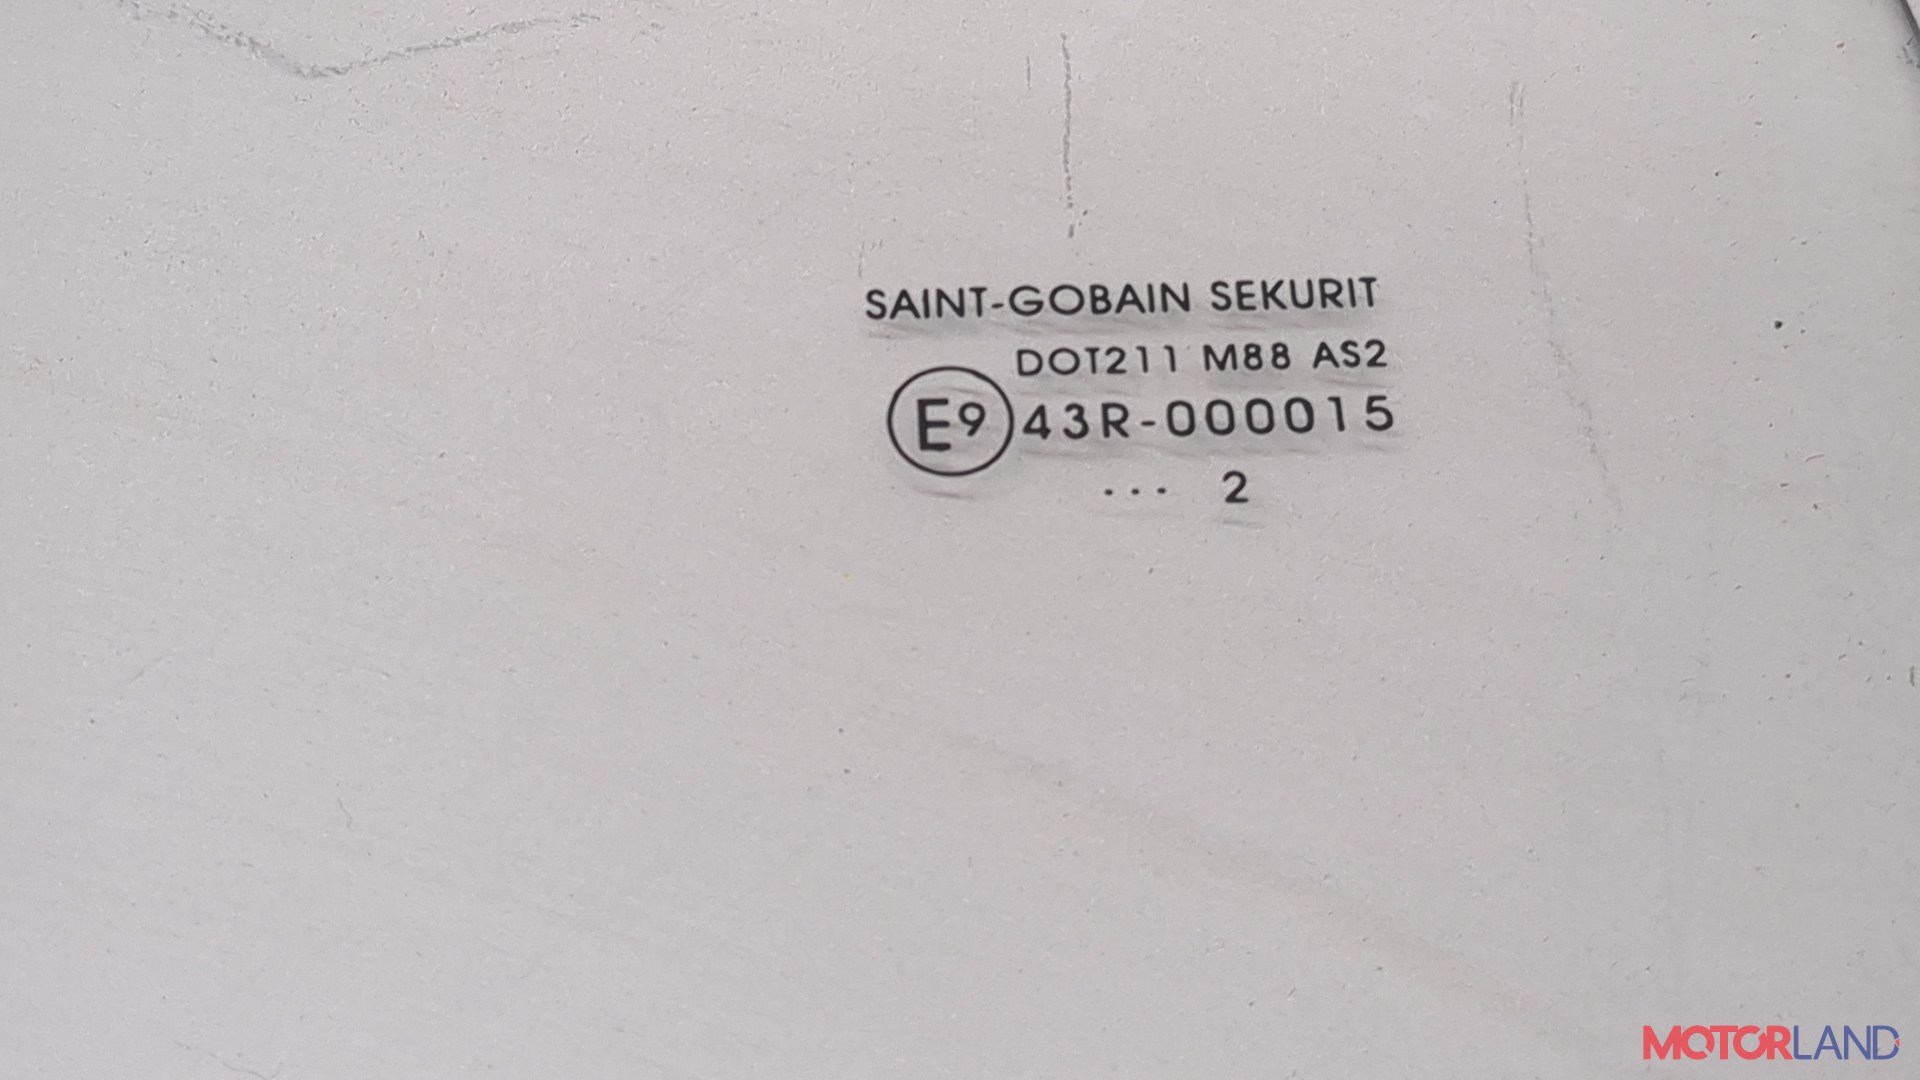 SAINT-GOBAIN SEKURIT
DOT211 M88 AS2
E9 43R-000015
... 2
MOTORLAND